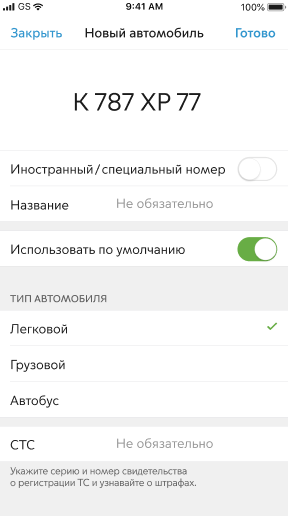 GS 9:41 AM 100%
Закрыть Новый автомобиль Готово
К 787 ХР 77
Иностранный/специальный номер
Название Не обязательно
Использовать по умолчанию
ТИП АВТОМОБИЛЯ
Легковой
Грузовой
Автобус
СТС Не обязательно
Укажите серию и номер свидетельства
о регистрации ТС и узнавайте о штрафах.